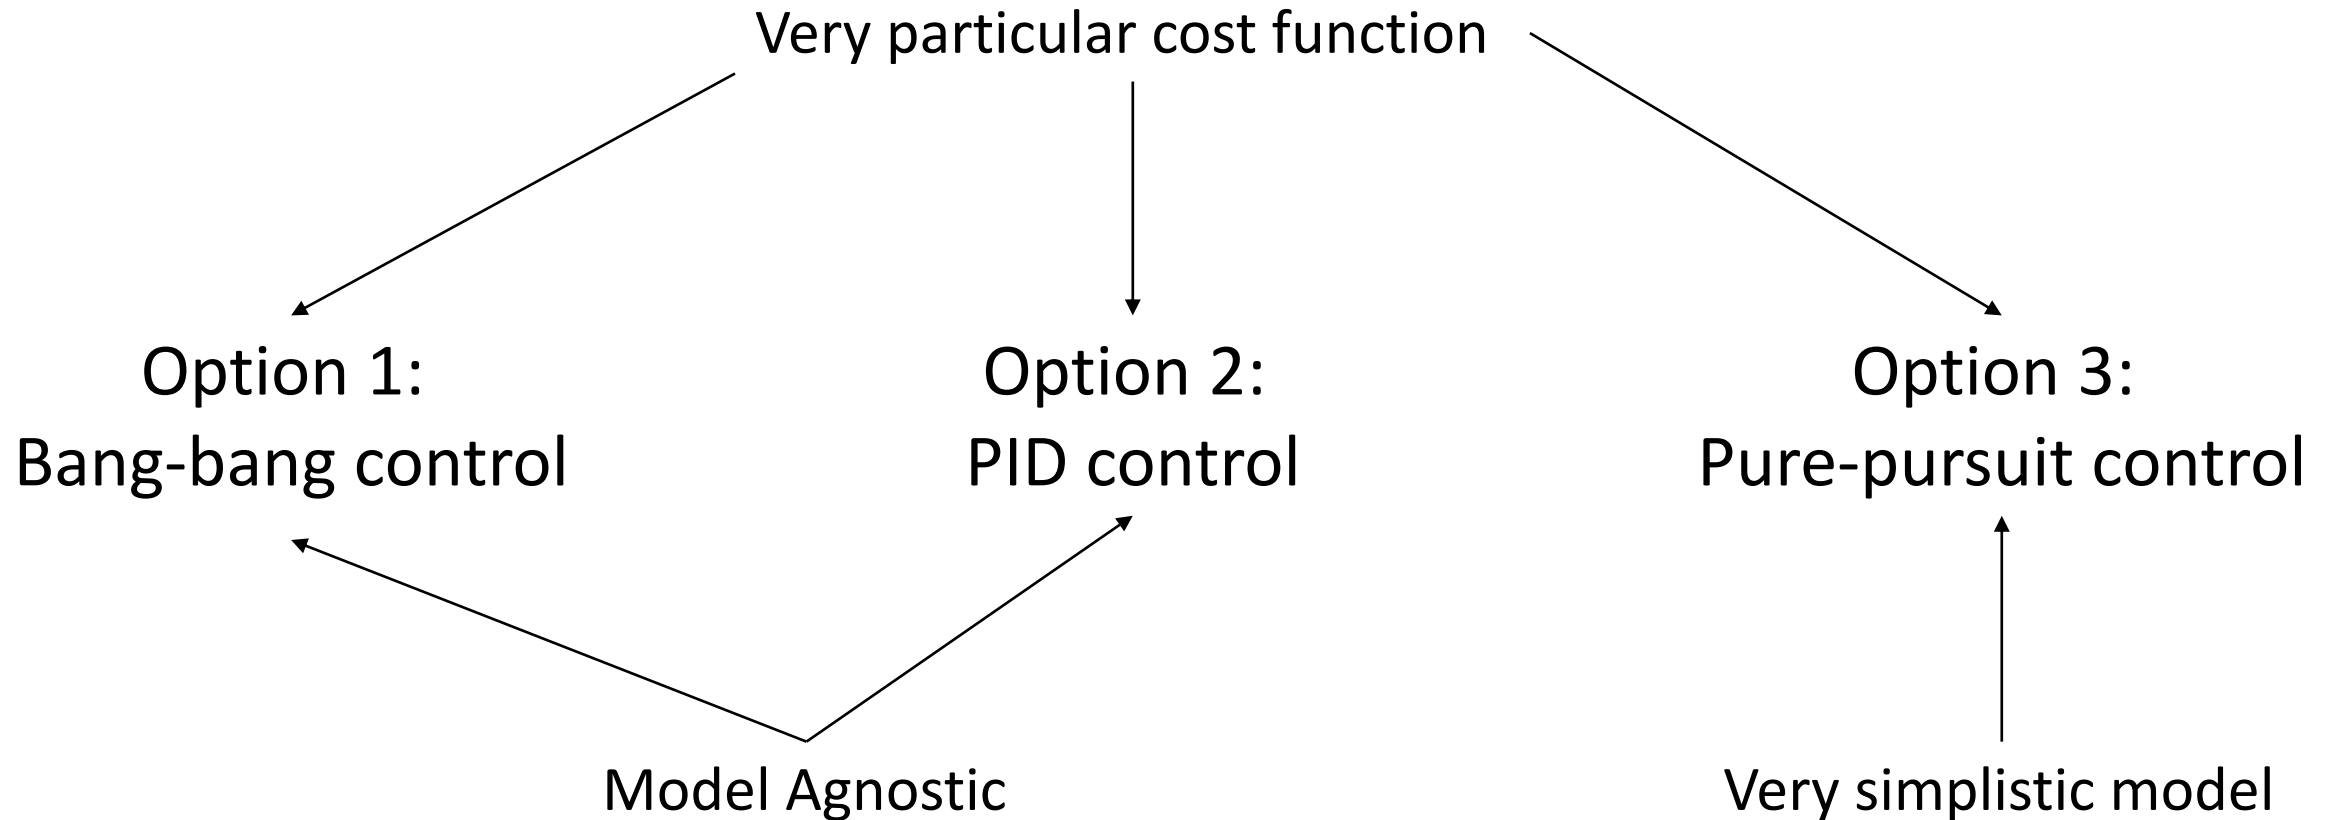 Very particular cost function
Option 1:
Bang-bang control
Option 2:
PID control
Option 3:
Pure-pursuit control
Model Agnostic
Very simplistic model